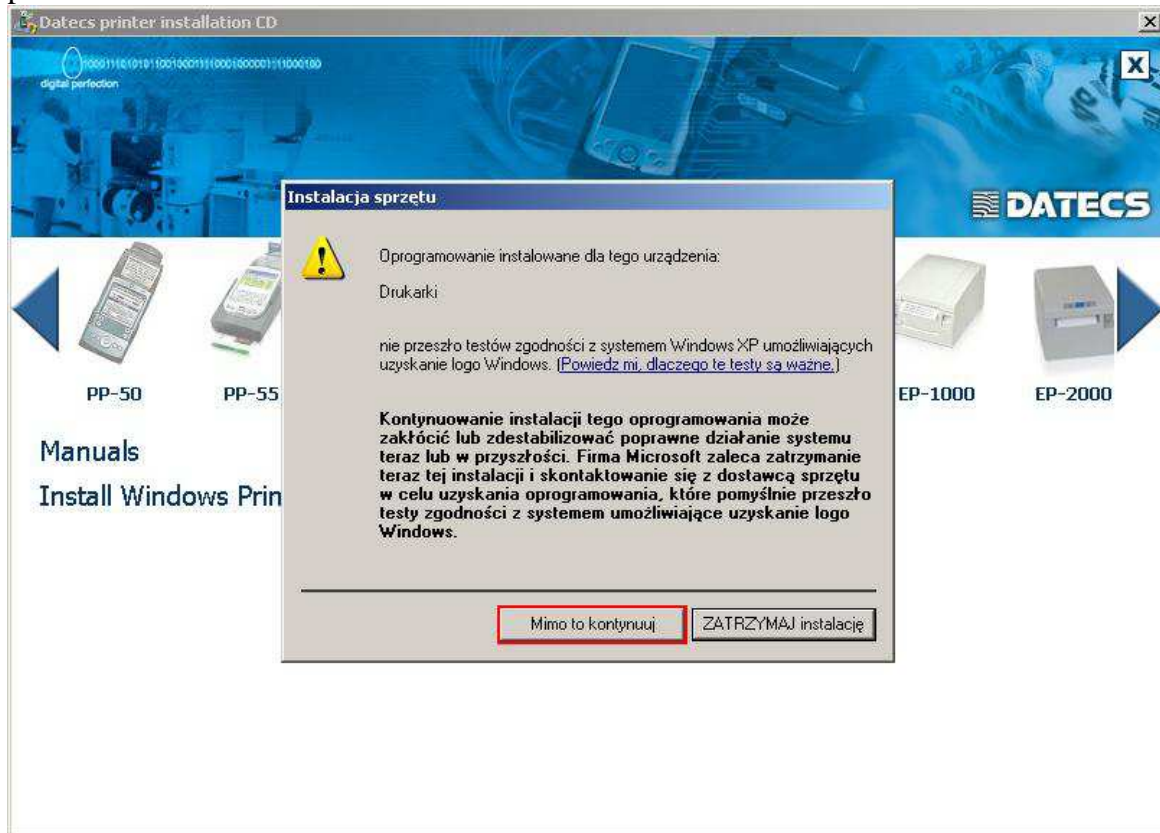 Datecs printer installation CD
digital perfection
X
DATECS
Instalacja sprzętu
Oprogramowanie instalowane dla tego urządzenia:
Drukarki
nie przeszło testów zgodności z systemem Windows XP umożliwiających
uzyskanie logo Windows. (Powiedz mi, dlaczego te testy są ważne.)
Kontynuowanie instalacji tego oprogramowania może
zakłócić lub zdestabilizować poprawne działanie systemu
teraz lub w przyszłości. Firma Microsoft zaleca zatrzymanie
teraz tej instalacji i skontaktowanie się z dostawcą sprzętu
w celu uzyskania oprogramowania, które pomyślnie przeszło
testy zgodności z systemem umożliwiające uzyskanie logo
Windows.
Mimo to kontynuuj
ZATRZYMAJ instalację
PP-50
PP-55
EP-1000
EP-2000
Manuals
Install Windows Prin